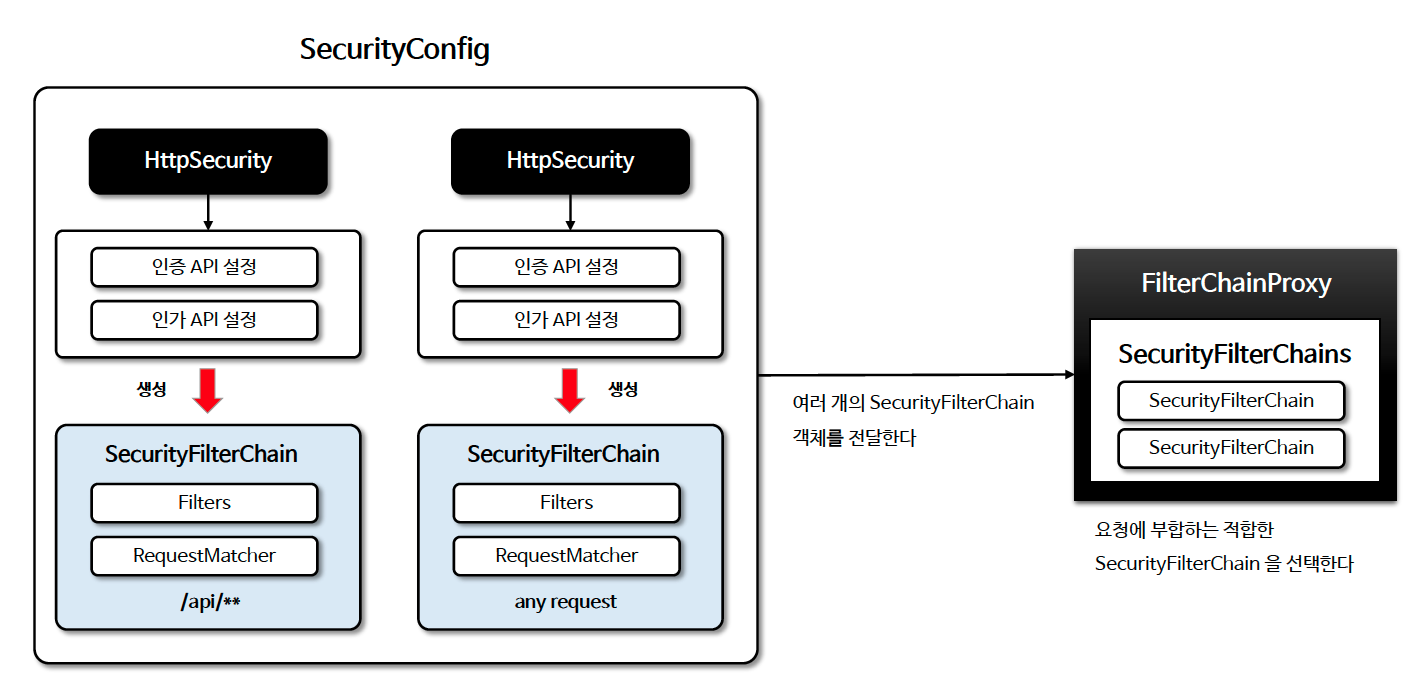 SecurityConfig
HttpSecurity
인증 API 설정
인가 API 설정
생성
SecurityFilterChain
Filters
RequestMatcher
/api/**
HttpSecurity
인증 API 설정
인가 API 설정
생성
SecurityFilterChain
Filters
RequestMatcher
any request
여러 개의 SecurityFilterChain
객체를 전달한다
FilterChainProxy
SecurityFilterChains
SecurityFilterChain
SecurityFilterChain
요청에 부합하는 적합한
SecurityFilterChain 을 선택한다